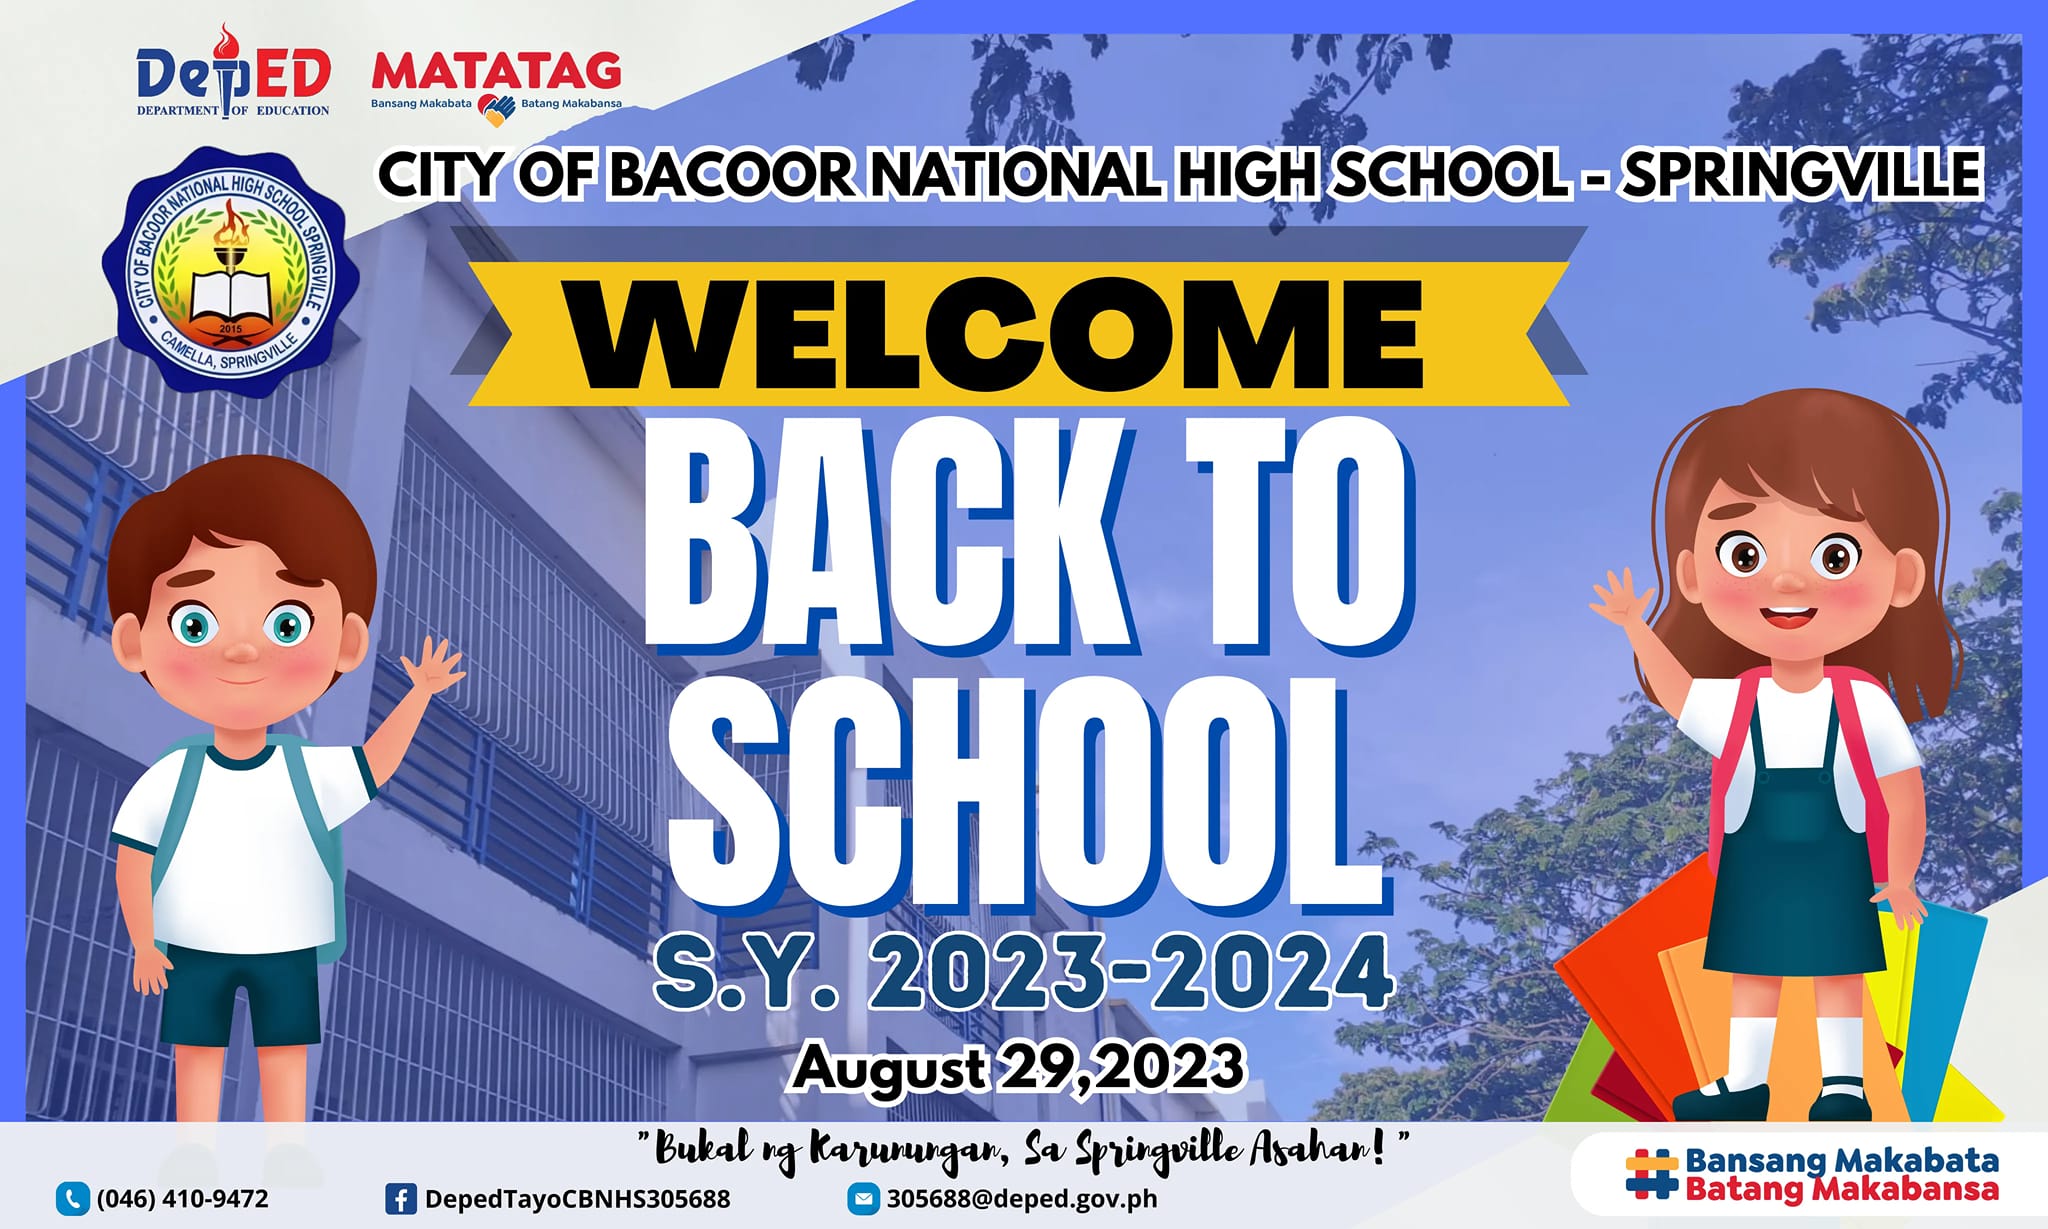 DepED
DEPARTMENT OF EDUCATION
MATATAG
Bansang Makabata Batang Makabansa
CITY OF BACOOR NATIONAL HIGH SCHOOL - SPRINGVILLE
CITY OF BACOOR NATIONAL HIGH SCHOOL SPRINGVILLE
2015
CAMELLA, SPRINGVILLE
WELCOME
BACK TO
SCHOOL
S.Y. 2023-2024
August 29,2023
"Bukal ng Karunungan, Sa Springville Asahan!"
(046) 410-9472
DepedTayoCBNHS305688
305688@deped.gov.ph
#Bansang Makabata
Batang Makabansa